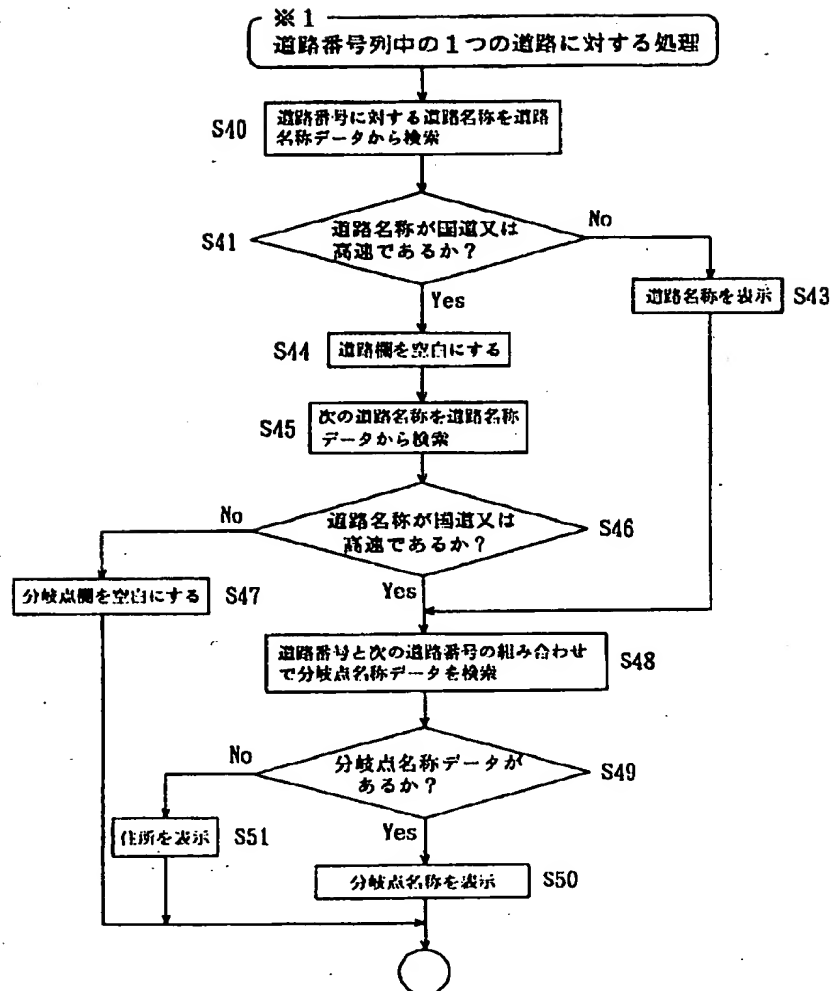 ※1
道路番号列中の1つの道路に対する処理
S40
道路番号に対する道路名称を道路
名称データから検索
S41
道路名称が国道又は
高速であるか？
No
Yes
道路名称を表示
S43
S44
道路欄を空白にする
S45
次の道路名称を道路名称
データから検索
No
道路名称が国道又は
高速であるか？
S46
分岐点欄を空白にする
S47
Yes
道路番号と次の道路番号の組み合わせ
で分岐点名称データを検索
S48
No
分岐点名称データが
あるか？
S49
住所を表示
S51
Yes
分岐点名称を表示
S50